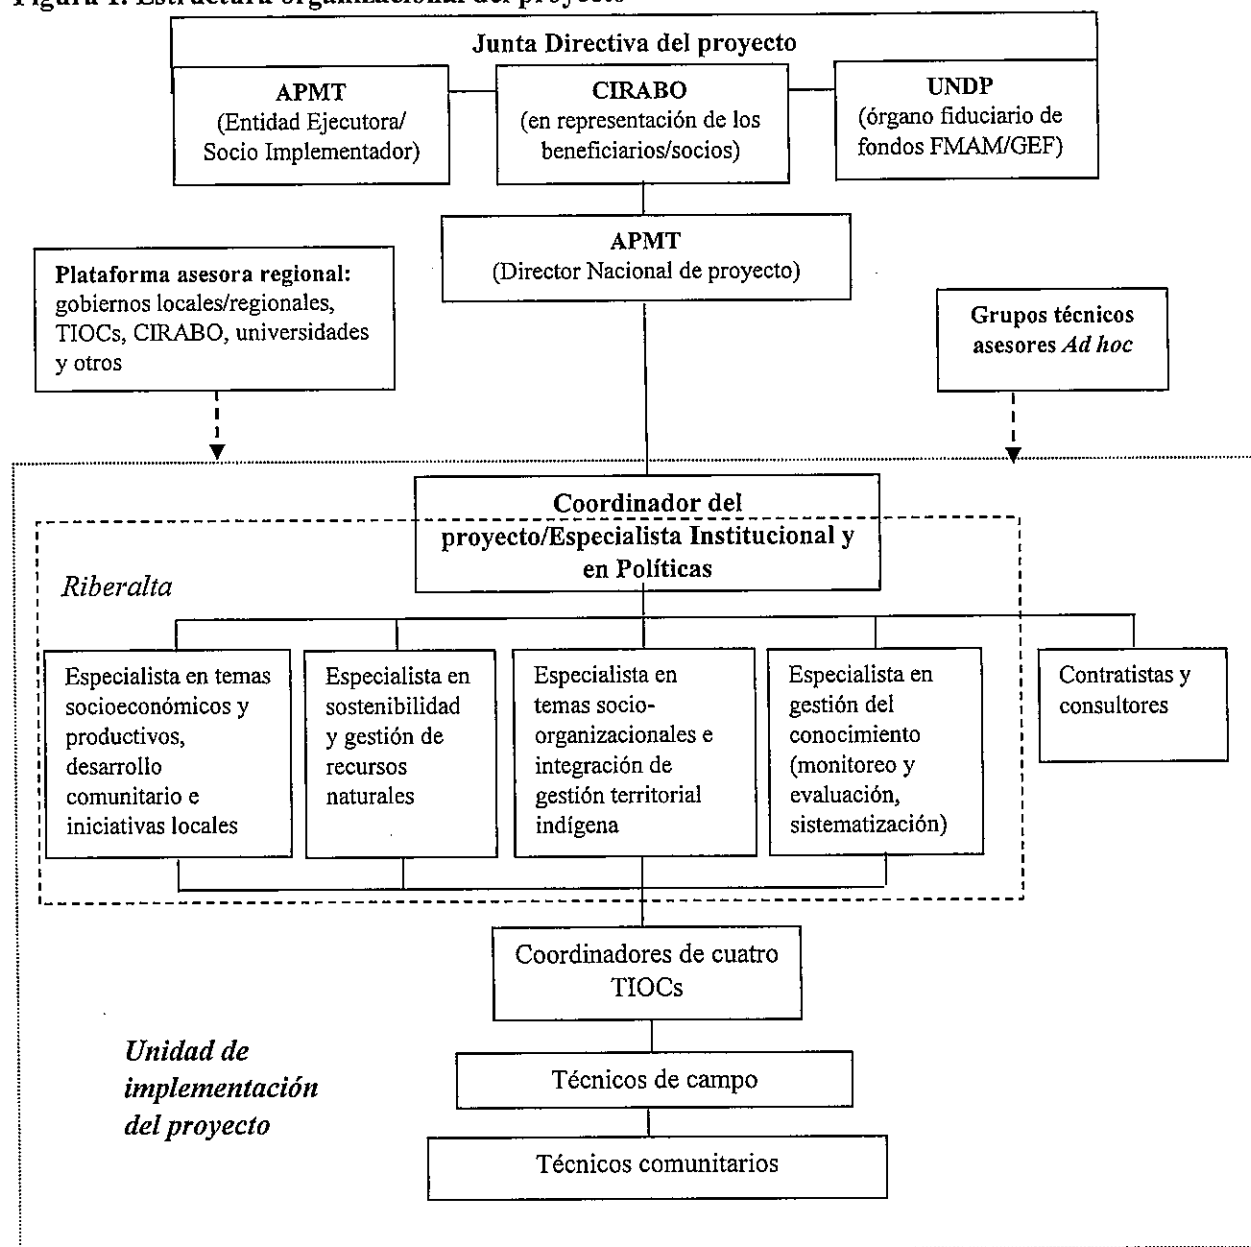 Figura 1. Estructura organizacional del proyecto
Junta Directiva del proyecto
APMT
(Entidad Ejecutora/
Socio Implementador)
CIRABO
(en representación de los
beneficiarios/socios)
UNDP
(órgano fiduciario de
fondos FMAM/GEF)
APMT
(Director Nacional de proyecto)
Plataforma asesora regional:
gobiernos locales/regionales,
TIOCs, CIRABO, universidades
y otros
Grupos técnicos
asesores Ad hoc
Coordinador del
proyecto/Especialista Institucional y
en Políticas
Riberalta
Especialista en temas
socioeconómicos y
productivos,
desarrollo
comunitario e
iniciativas locales
Especialista en
sostenibilidad
y gestión de
recursos
naturales
Especialista en
temas socio-
organizacionales e
integración de
gestión territorial
indígena
Especialista en
gestión del
conocimiento
(monitoreo y
evaluación,
sistematización)
Contratistas y
consultores
Coordinadores de cuatro
TIOCs
Unidad de
implementación
del proyecto
Técnicos de campo
Técnicos comunitarios